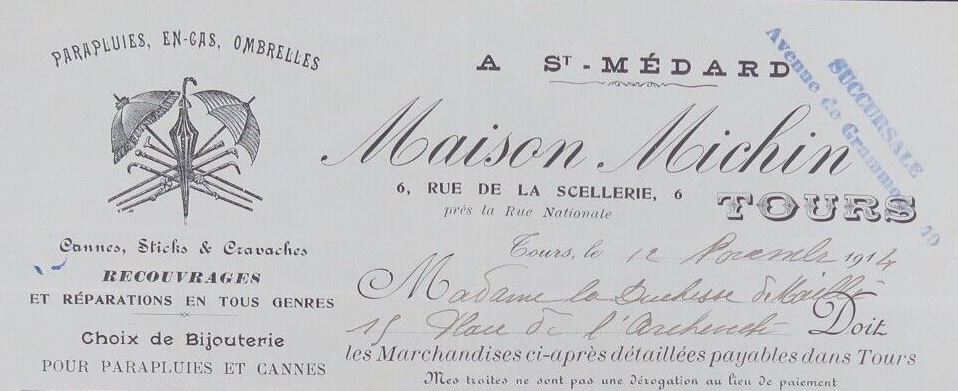 PARAPLUIES, EN-CAS, OMBRELLES
Cannes, Sticks & Cravaches
RECOUVRAGES
ET RÉPARATIONS EN TOUS GENRES
Choix de Bijouterie
POUR PARAPLUIES ET CANNES
A ST-MÉDARD
Maison Michin
6, RUE DE LA SCELLERIE, 6
près la Rue Nationale
TOURS
SUCCURSALE
Avenue de Grammont
Tours, le 12 Novembre 1914
Madame la Duchesse de Maillé
15 Place de l'Archevêché Doit
les Marchandises ci-après détaillées payables dans Tours
Mes traites ne sont pas une dérogation au lieu de paiement